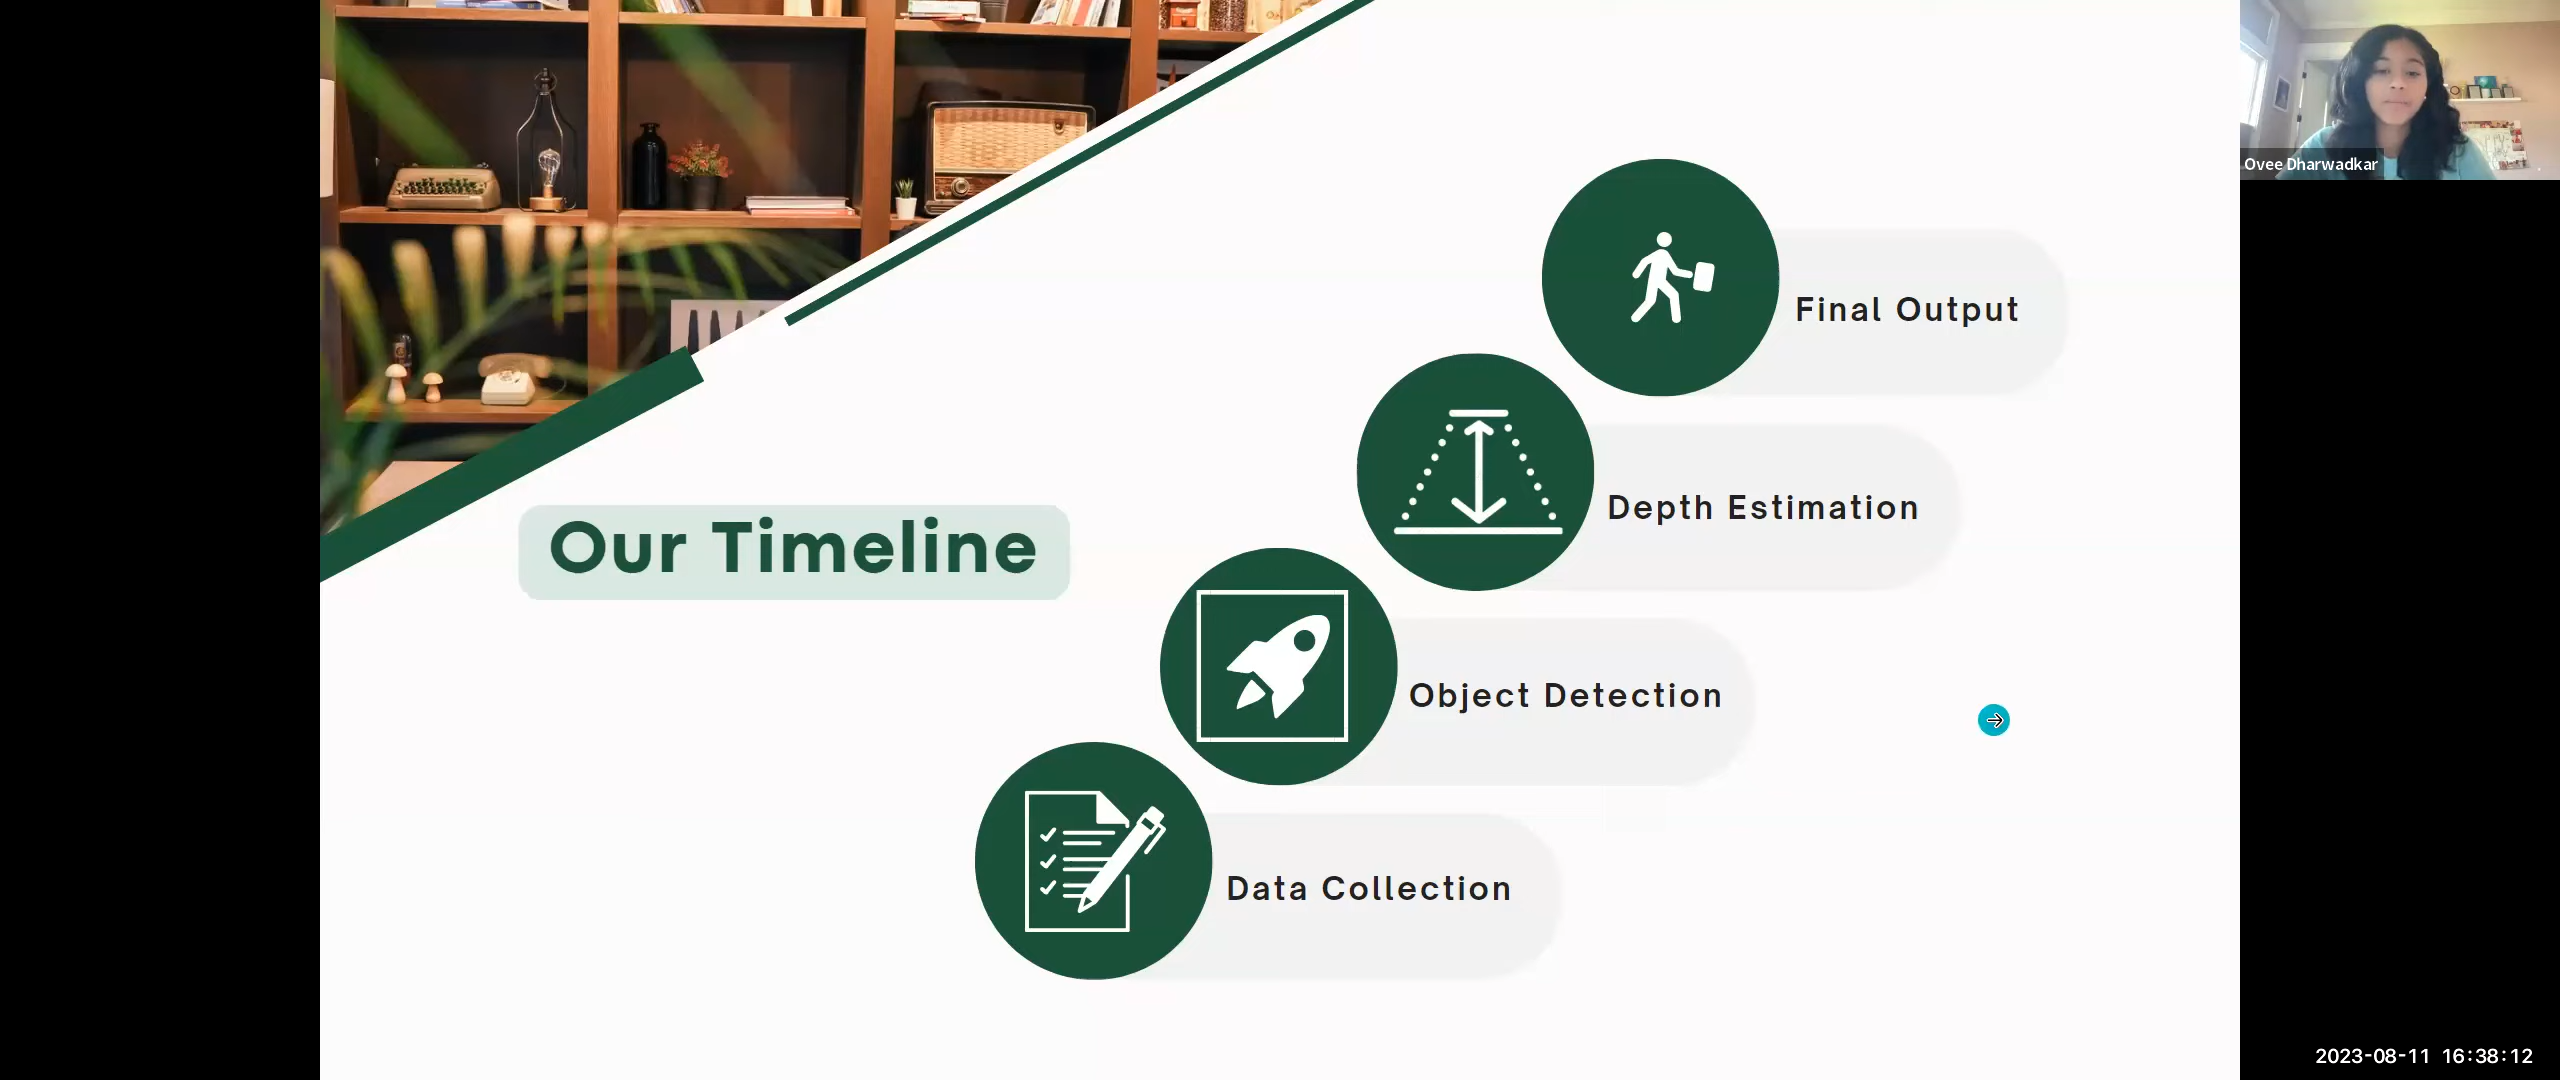 Ovee Dharwadkar
Final Output
Depth Estimation
Our Timeline
Object Detection
Data Collection
2023-08-11 16:38:12